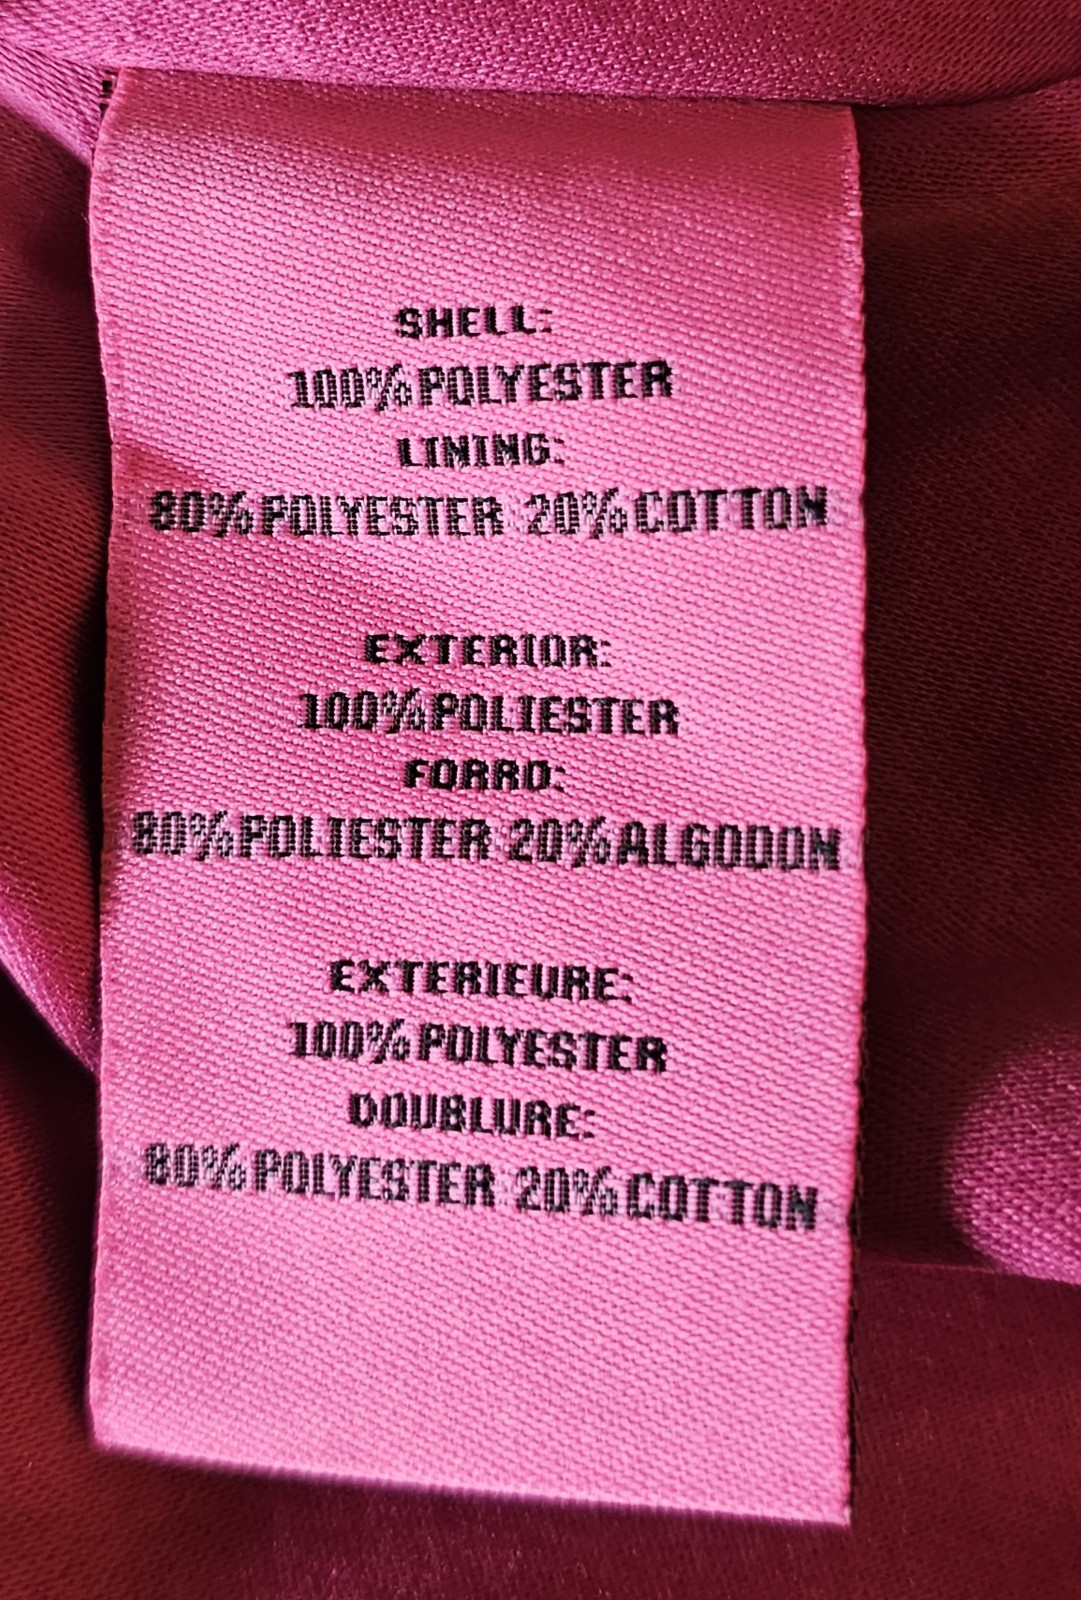 SHELL:
100% POLYESTER
LINING:
80% POLYESTER 20% COTTON
EXTERIOR:
100% POLIESTER
FORRO:
80% POLIESTER 20% ALGODON
EXTERIEURE:
100% POLYESTER
DOUBLURE:
80% POLYESTER 20% COTTON